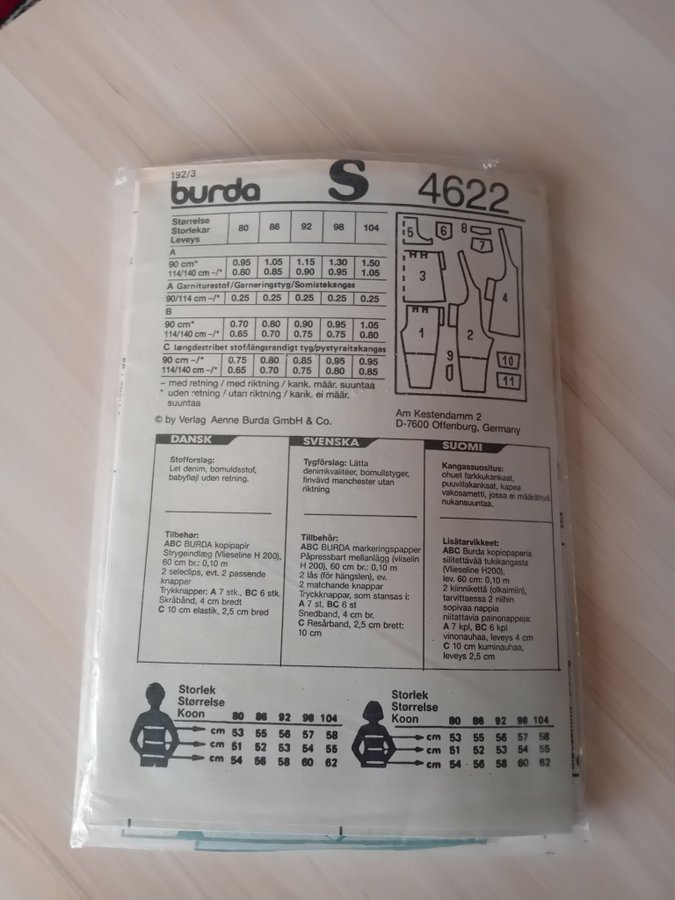 192/3
burda S 4622
Størrelse
Storlekar
Leveys
80 86 92 98 104
A
90 cm* 0.95 1.05 1.15 1.30 1.50
114/140 cm –/* 0.80 0.85 0.90 0.95 1.05
A Garniturestof/Garneringstyg/Somistekangas
90/114 cm –/* 0.25 0.25 0.25 0.25 0.25
B
90 cm* 0.70 0.80 0.90 0.95 1.05
114/140 cm –/* 0.65 0.70 0.75 0.75 0.80
C længdestribet stof/längsrandigt tyg/pystyraitakangas
90 cm –/* 0.75 0.80 0.85 0.95 0.95
114/140 cm –/* 0.65 0.70 0.75 0.80 0.85
– med retning / med riktning / kank. määr. suuntaa
* uden retning / utan riktning / kank. ei määr.
suuntaa
5 6 8 7
3 4
1 2
9 10
11
© by Verlag Aenne Burda GmbH & Co.
Am Kestendamm 2
D-7600 Offenburg, Germany
DANSK
Stofforslag:
Let denim, bomuldsstof,
babyfløjl uden retning.
Tilbehør:
ABC BURDA kopipapir
Strygeindlæg (Vlieseline H 200),
60 cm br.: 0,10 m
2 seleclips, evt. 2 passende
knapper
Trykknapper: A 7 stk., BC 6 stk.
Skråbånd, 4 cm bredt
C 10 cm elastik, 2,5 cm bred
SVENSKA
Tygförslag: Lätta
denimkvalitéer, bomullstyger,
finvävd manchester utan
riktning
Tillbehör:
ABC BURDA markeringspapper
Påpressbart mellanlägg (vliselin
H 200), 60 cm br.: 0,10 m
2 lås (för hängslen), ev.
2 matchande knappar
Tryckknappar, som stansas i:
A 7 st, BC 6 st
Snedband, 4 cm br.
C Resårband, 2,5 cm brett:
10 cm
SUOMI
Kangassuositus:
ohuet farkkukankaat,
puuvillakankaat, kapea
vakosametti, jossa ei määrättyä
nukansuuntaa.
Lisätarvikkeet:
ABC Burda kopiopaperia
silitettävää tukikangasta
(Vlieseline H200),
lev. 60 cm: 0,10 m
2 kiinnikettä (olkaimiin),
tarvittaessa 2 niihin
sopivaa nappia
niitattavia painonappeja:
A 7 kpl, BC 6 kpl
vinonauhaa, leveys 4 cm
C 10 cm kuminauhaa,
leveys 2,5 cm
Storlek
Størrelse
Koon 80 86 92 98 104
cm 53 55 56 57 58
cm 51 52 53 54 55
cm 54 56 58 60 62
Storlek
Størrelse
Koon 80 86 92 98 104
cm 53 55 56 57 58
cm 51 52 53 54 55
cm 54 56 58 60 62